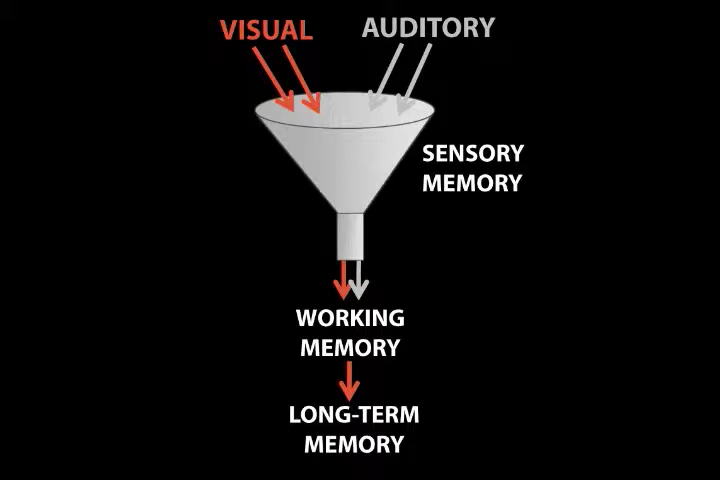 VISUAL
AUDITORY
SENSORY
MEMORY
WORKING
MEMORY
LONG-TERM
MEMORY